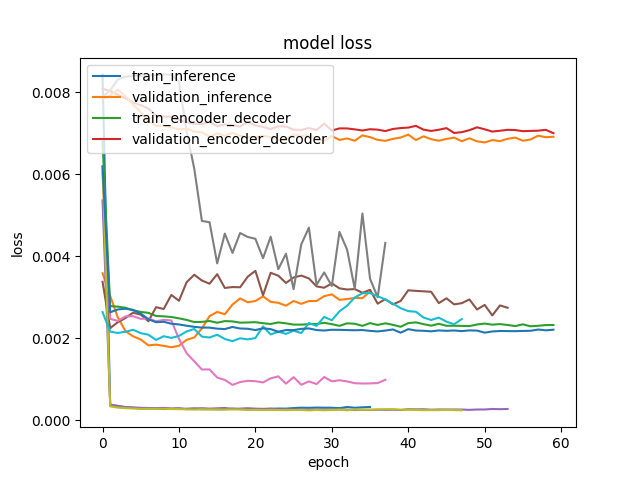 model loss
train_inference
validation_inference
train_encoder_decoder
validation_encoder_decoder
0.008
0.006
0.004
0.002
0.000
loss
0 10 20 30 40 50 60
epoch